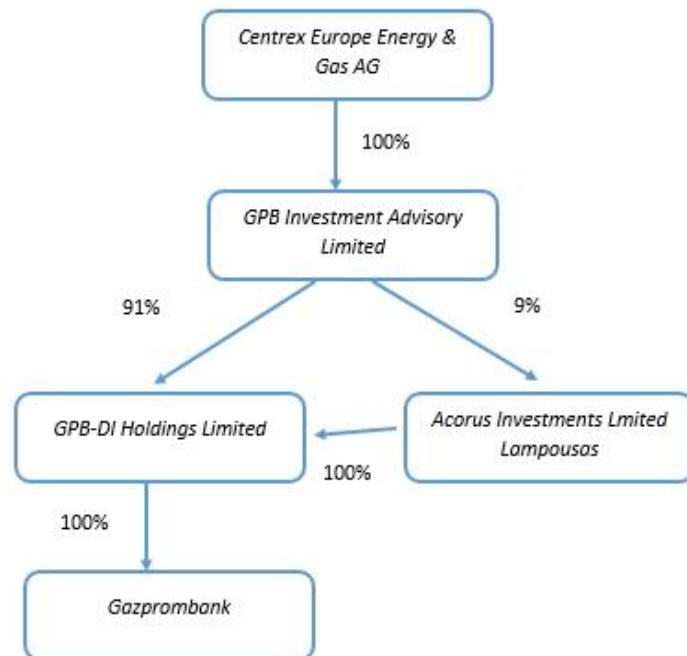 Centrex Europe Energy &
Gas AG
100%
GPB Investment Advisory
Limited
91%
9%
GPB-DI Holdings Limited
Acorus Investments Lmited
Lampousas
100%
100%
Gazprombank